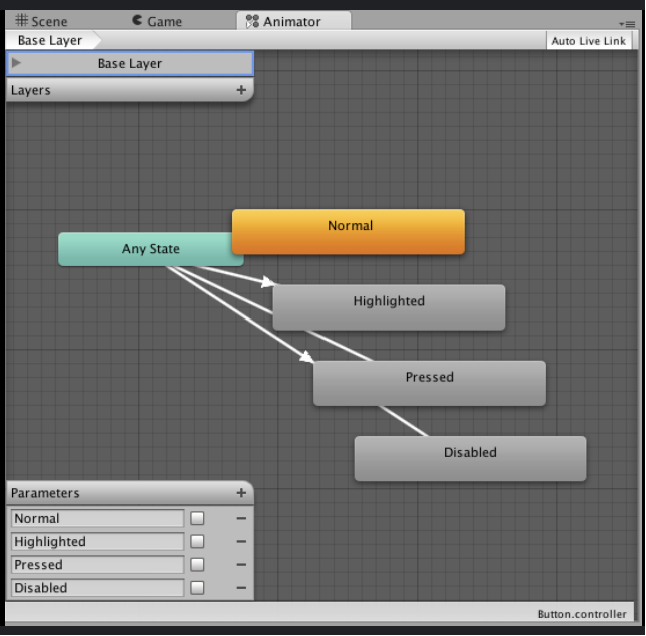 Scene Game Animator
Base Layer Auto Live Link
Base Layer
Layers
Normal
Any State
Highlighted
Pressed
Disabled
Parameters
Normal
Highlighted
Pressed
Disabled
Button.controller